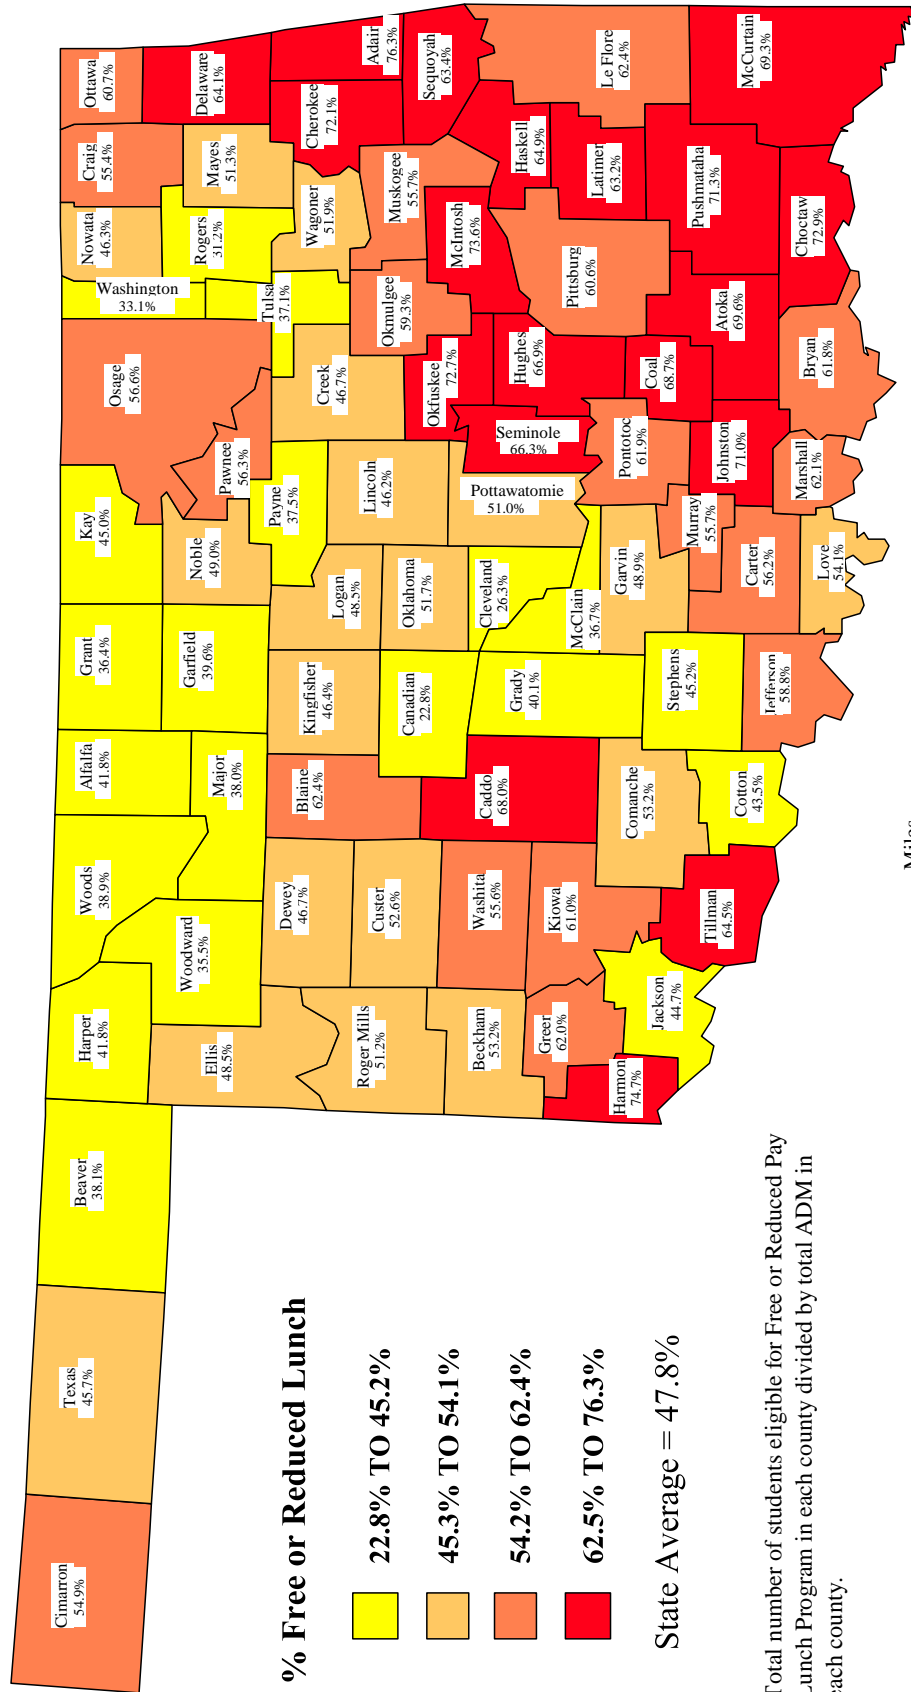 Cimarron
54.9%
Texas
45.7%
Beaver
38.1%
Harper
41.8%
Woods
38.9%
Alfalfa
41.8%
Grant
36.4%
Kay
45.0%
Osage
56.6%
Washington
33.1%
Nowata
46.3%
Craig
55.4%
Ottawa
60.7%
Ellis
48.5%
Woodward
35.5%
Major
38.0%
Garfield
39.6%
Noble
49.0%
Pawnee
56.3%
Rogers
31.2%
Mayes
51.3%
Delaware
64.1%
Roger Mills
51.2%
Dewey
46.7%
Blaine
62.4%
Kingfisher
46.4%
Logan
48.5%
Payne
37.5%
Lincoln
46.2%
Creek
46.7%
Tulsa
37.1%
Wagoner
51.9%
Cherokee
72.1%
Adair
76.3%
Beckham
53.2%
Custer
52.6%
Canadian
22.8%
Oklahoma
51.7%
Okfuskee
72.7%
Okmulgee
59.3%
Muskogee
55.7%
Sequoyah
63.4%
Washita
55.6%
Caddo
68.0%
Grady
40.1%
Cleveland
26.3%
McClain
36.7%
Pottawatomie
51.0%
Seminole
66.3%
Hughes
66.9%
McIntosh
73.6%
Haskell
64.9%
Harmon
74.7%
Greer
62.0%
Kiowa
61.0%
Jackson
44.7%
Tillman
64.5%
Comanche
53.2%
Cotton
43.5%
Stephens
45.2%
Jefferson
58.8%
Garvin
48.9%
Murray
55.7%
Carter
56.2%
Love
54.1%
Pontotoc
61.9%
Johnston
71.0%
Marshall
62.1%
Coal
68.7%
Atoka
69.6%
Bryan
61.8%
Pittsburg
60.6%
Latimer
63.2%
Le Flore
62.4%
Pushmataha
71.3%
Choctaw
72.9%
McCurtain
69.3%
% Free or Reduced Lunch
22.8% TO 45.2%
45.3% TO 54.1%
54.2% TO 62.4%
62.5% TO 76.3%
State Average = 47.8%
Total number of students eligible for Free or Reduced Pay
Lunch Program in each county divided by total ADM in
each county.
Miles